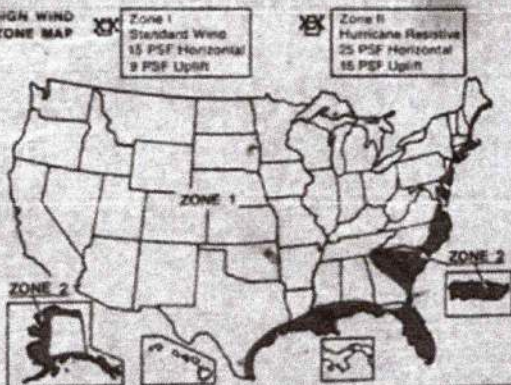 IGN WIND
ZONE MAP
Zone I
Standard Wind
15 PSF Horizontal
9 PSF Uplift
Zone II
Hurricane Resistive
25 PSF Horizontal
15 PSF Uplift
ZONE 1
ZONE 2
ZONE 2